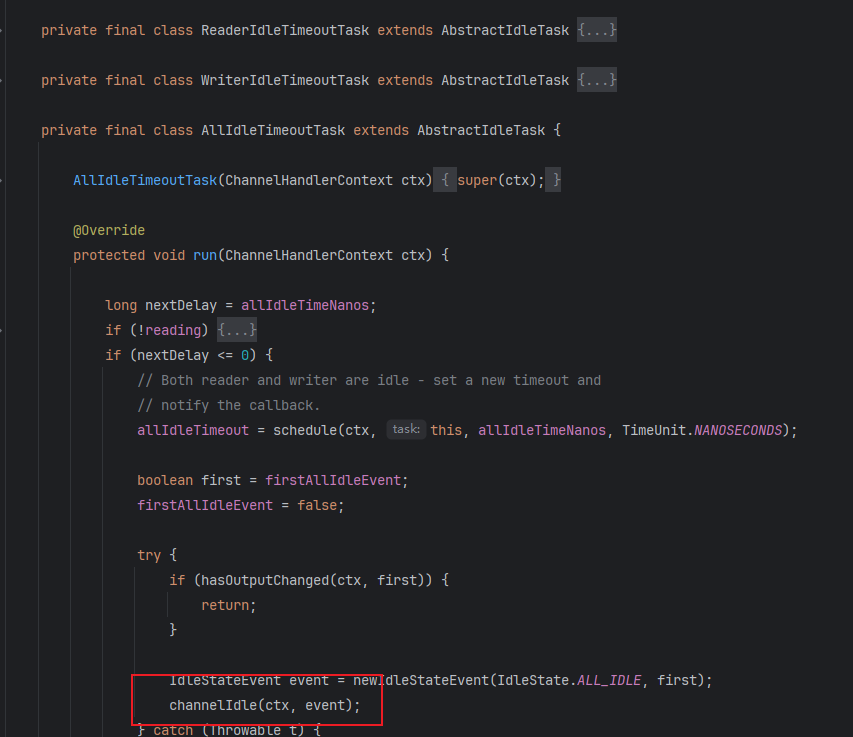 private final class ReaderIdleTimeoutTask extends AbstractIdleTask {...}
private final class WriterIdleTimeoutTask extends AbstractIdleTask {...}
private final class AllIdleTimeoutTask extends AbstractIdleTask {
AllIdleTimeoutTask(ChannelHandlerContext ctx) { super(ctx); }
@Override
protected void run(ChannelHandlerContext ctx) {
long nextDelay = allIdleTimeNanos;
if (!reading) {...}
if (nextDelay <= 0) {
// Both reader and writer are idle - set a new timeout and
// notify the callback.
allIdleTimeout = schedule(ctx, task: this, allIdleTimeNanos, TimeUnit.NANOSECONDS);
boolean first = firstAllIdleEvent;
firstAllIdleEvent = false;
try {
if (hasOutputChanged(ctx, first)) {
return;
}
IdleStateEvent event = newIdleStateEvent(IdleState.ALL_IDLE, first);
channelIdle(ctx, event);
} catch (Throwable t) {